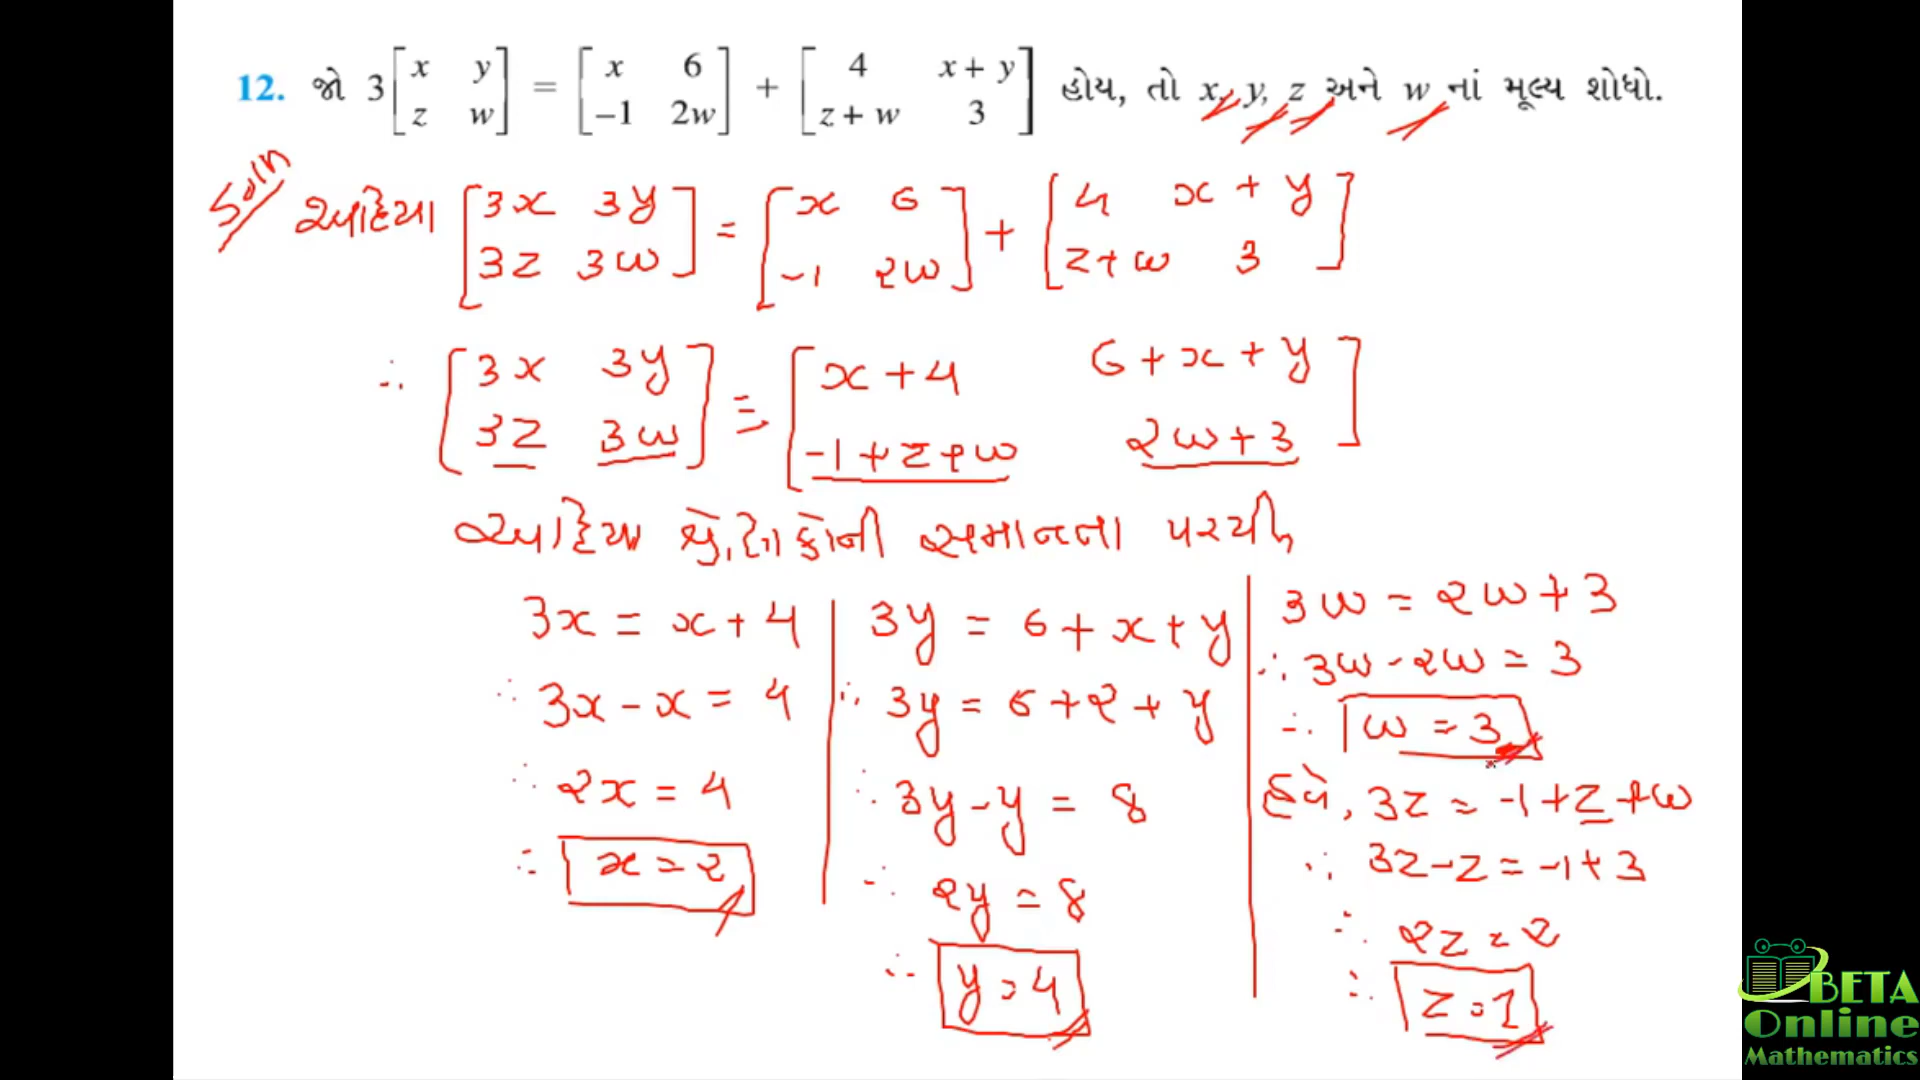 12. જો 3[x y z w] = [x 6 -1 2w] + [4 x+y z+w 3] હોય, તો x, y, z અને w નાં મૂલ્ય શોધો.
Soln [3x 3y 3z 3w] = [x 6 -1 2w] + [4 x+y z+w 3]
∴ [3x 3y 3z 3w] = [x+4 6+x+y -1+z+w 2w+3]
સમાનતા પરથી,
3x = x+4
∴ 3x-x = 4
∴ 2x = 4
∴ x = 2
3y = 6+x+y
∴ 3y = 6+2+y
∴ 3y-y = 8
∴ 2y = 8
∴ y = 4
3w = 2w+3
∴ 3w-2w = 3
∴ w = 3
હવે, 3z = -1+z+w
∴ 3z-z = -1+3
∴ 2z = 2
∴ z = 1
BETA
Online
Mathematics